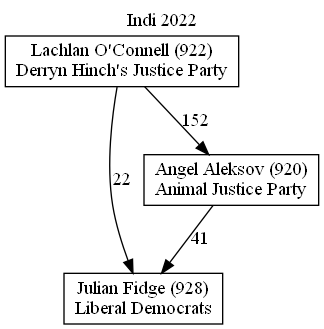 Indi 2022
Lachlan O'Connell (922)
Derryn Hinch's Justice Party
152
Angel Aleksov (920)
Animal Justice Party
22
41
Julian Fidge (928)
Liberal Democrats